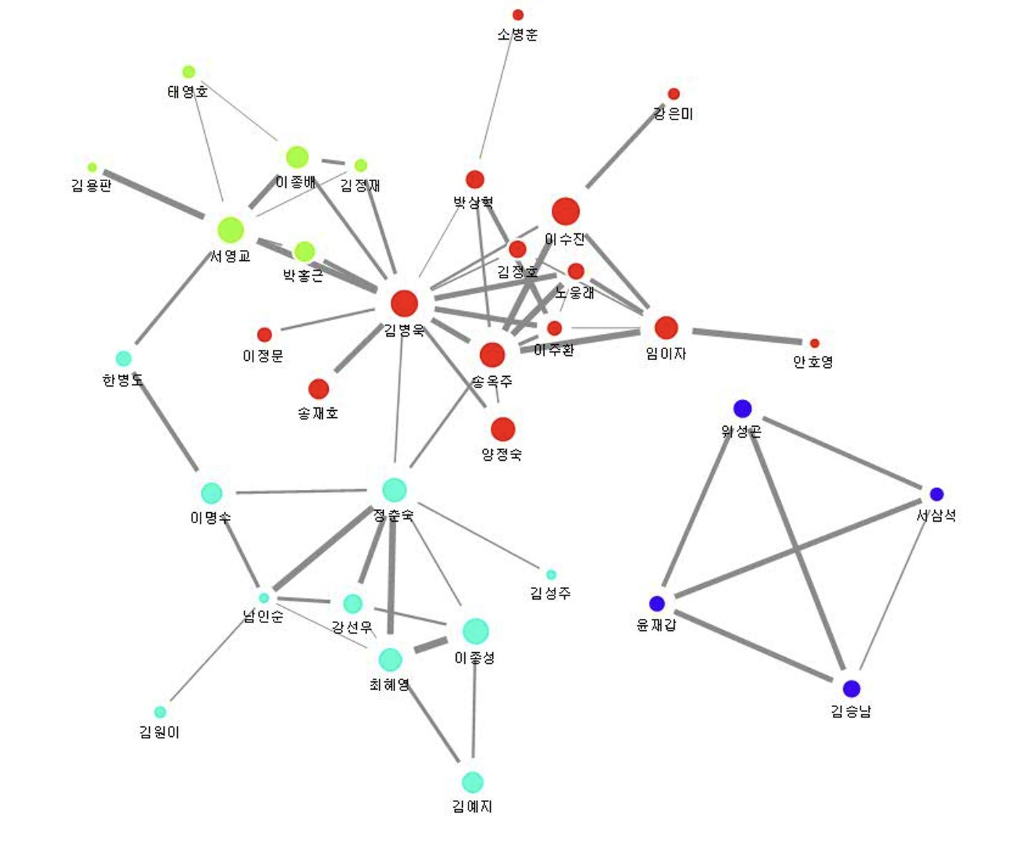 소병훈
태영호
강은미
이종배
김정재
김용판
박상혁
이수진
서영교
박홍근
김정호
노웅래
김병욱
이정문
이주환
임이자
안호영
한병도
송옥주
송재호
양정숙
위성곤
정춘숙
이명수
서삼석
김성주
남인순
강선우
윤재갑
이종성
최혜영
김승남
김원이
김예지